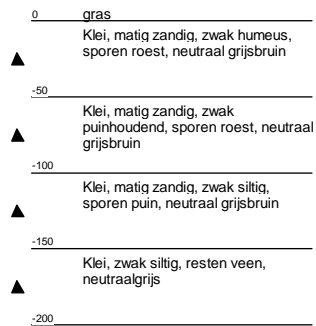 0 gras
Klei, matig zandig, zwak humeus,
sporen roest, neutraal grijsbruin
-50
Klei, matig zandig, zwak
puinhoudend, sporen roest, neutraal
grijsbruin
-100
Klei, matig zandig, zwak siltig,
sporen puin, neutraal grijsbruin
-150
Klei, zwak siltig, resten veen,
neutraalgrijs
-200